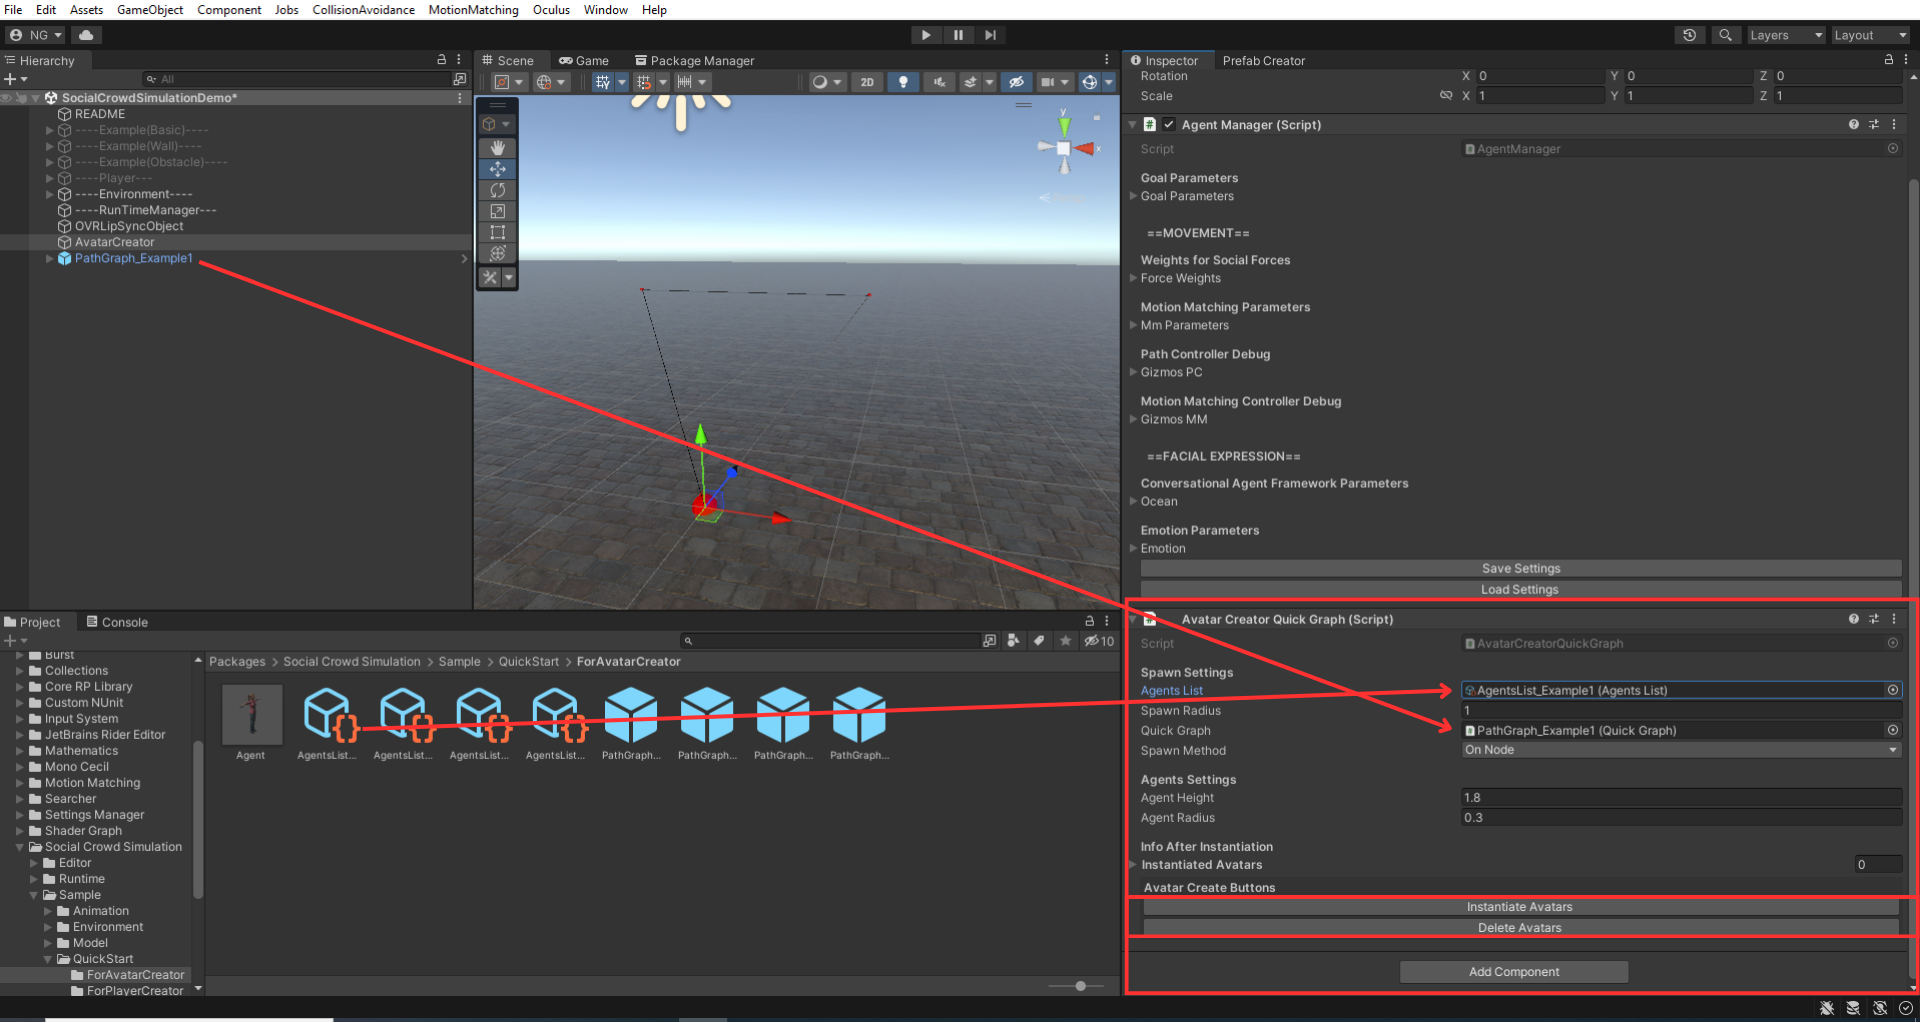 File Edit Assets GameObject Component Jobs CollisionAvoidance MotionMatching Oculus Window Help
NG
Layers
Layout
Hierarchy
All
SocialCrowdSimulationDemo*
README
----Example(Basic)----
----Example(Wall)----
----Example(Obstacle)----
----Player---
----Environment----
----RunTimeManager---
OVRLipSyncObject
AvatarCreator
PathGraph_Example1
Scene
Game
Package Manager
2D
y
x
Inspector
Prefab Creator
Rotation X 0 Y 0 Z 0
Scale X 1 Y 1 Z 1
Agent Manager (Script)
Script AgentManager
Goal Parameters
Goal Parameters
==MOVEMENT==
Weights for Social Forces
Force Weights
Motion Matching Parameters
Mm Parameters
Path Controller Debug
Gizmos PC
Motion Matching Controller Debug
Gizmos MM
==FACIAL EXPRESSION==
Conversational Agent Framework Parameters
Ocean
Emotion Parameters
Emotion
Save Settings
Load Settings
Avatar Creator Quick Graph (Script)
Script AvatarCreatorQuickGraph
Spawn Settings
Agents List AgentsList_Example1 (Agents List)
Spawn Radius 1
Quick Graph PathGraph_Example1 (Quick Graph)
Spawn Method On Node
Agents Settings
Agent Height 1.8
Agent Radius 0.3
Info After Instantiation
Instantiated Avatars 0
Avatar Create Buttons
Instantiate Avatars
Delete Avatars
Add Component
Project
Console
10
Burst
Collections
Core RP Library
Custom NUnit
Input System
JetBrains Rider Editor
Mathematics
Mono Cecil
Motion Matching
Searcher
Settings Manager
Shader Graph
Social Crowd Simulation
Editor
Runtime
Sample
Animation
Environment
Model
QuickStart
ForAvatarCreator
ForPlayerCreator
Packages > Social Crowd Simulation > Sample > QuickStart > ForAvatarCreator
Agent
AgentsList...
AgentsList...
AgentsList...
AgentsList...
PathGraph...
PathGraph...
PathGraph...
PathGraph...